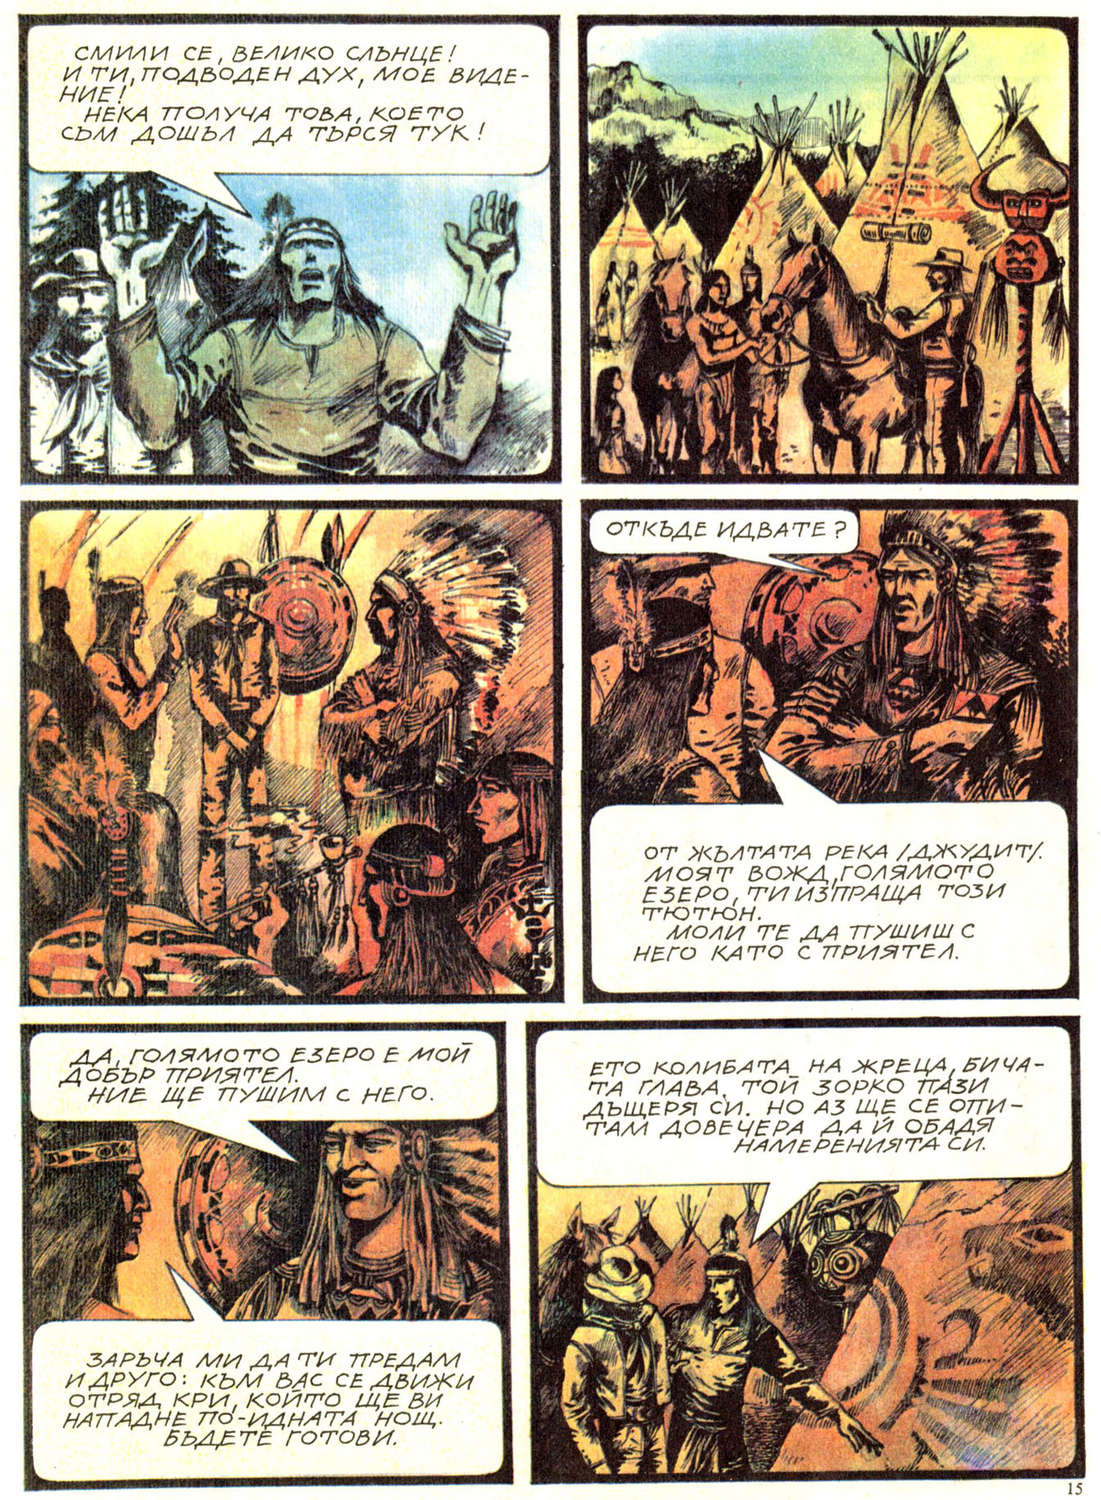 СМИЛИ СЕ, ВЕЛИКО СЛЪНЦЕ!
И ТИ, ПОДВОДЕН ДУХ, МОЕ ВИДЕ-
НИЕ!
НЕКА ПОЛУЧА ТОВА, КОЕТО
СЪМ ДОШЪЛ ДА ТЪРСЯ ТУК!
ОТКЪДЕ ИДВАТЕ?
ОТ ЖЪЛТАТА РЕКА /ДЖУДИТ/.
МОЯТ ВОЖД, ГОЛЯМОТО
ЕЗЕРО, ТИ ИЗПРАЩА ТОЗИ
ТЮТЮН.
МОЛИ ТЕ ДА ПУШИШ С
НЕГО КАТО С ПРИЯТЕЛ.
ДА, ГОЛЯМОТО ЕЗЕРО Е МОЙ
ДОБЪР ПРИЯТЕЛ.
НИЕ ЩЕ ПУШИМ С НЕГО.
ЗАРЪЧА МИ ДА ТИ ПРЕДАМ
И ДРУГО: КЪМ ВАС СЕ ДВИЖИ
ОТРЯД КРИ, КОЙТО ЩЕ ВИ
НАПАДНЕ ПО-ИДНАТА НОЩ.
БЪДЕТЕ ГОТОВИ.
ЕТО КОЛИБАТА НА ЖРЕЦА, БИЧА-
ТА ГЛАВА. ТОЙ ЗОРКО ПАЗИ
ДЪЩЕРЯ СИ. НО АЗ ЩЕ СЕ ОПИ-
ТАМ ДОВЕЧЕРА ДА Й ОБАДЯ
НАМЕРЕНИЯТА СИ.
15